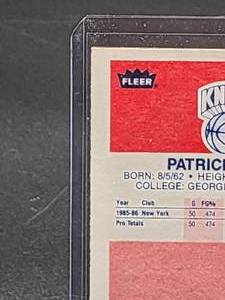 FLEER
KN
PATRIC
BORN: 8/5/62 • HEIGH
COLLEGE: GEORGE
Year Club G FG%
1985-86 New York 50 .474
Pro Totals 50 .474